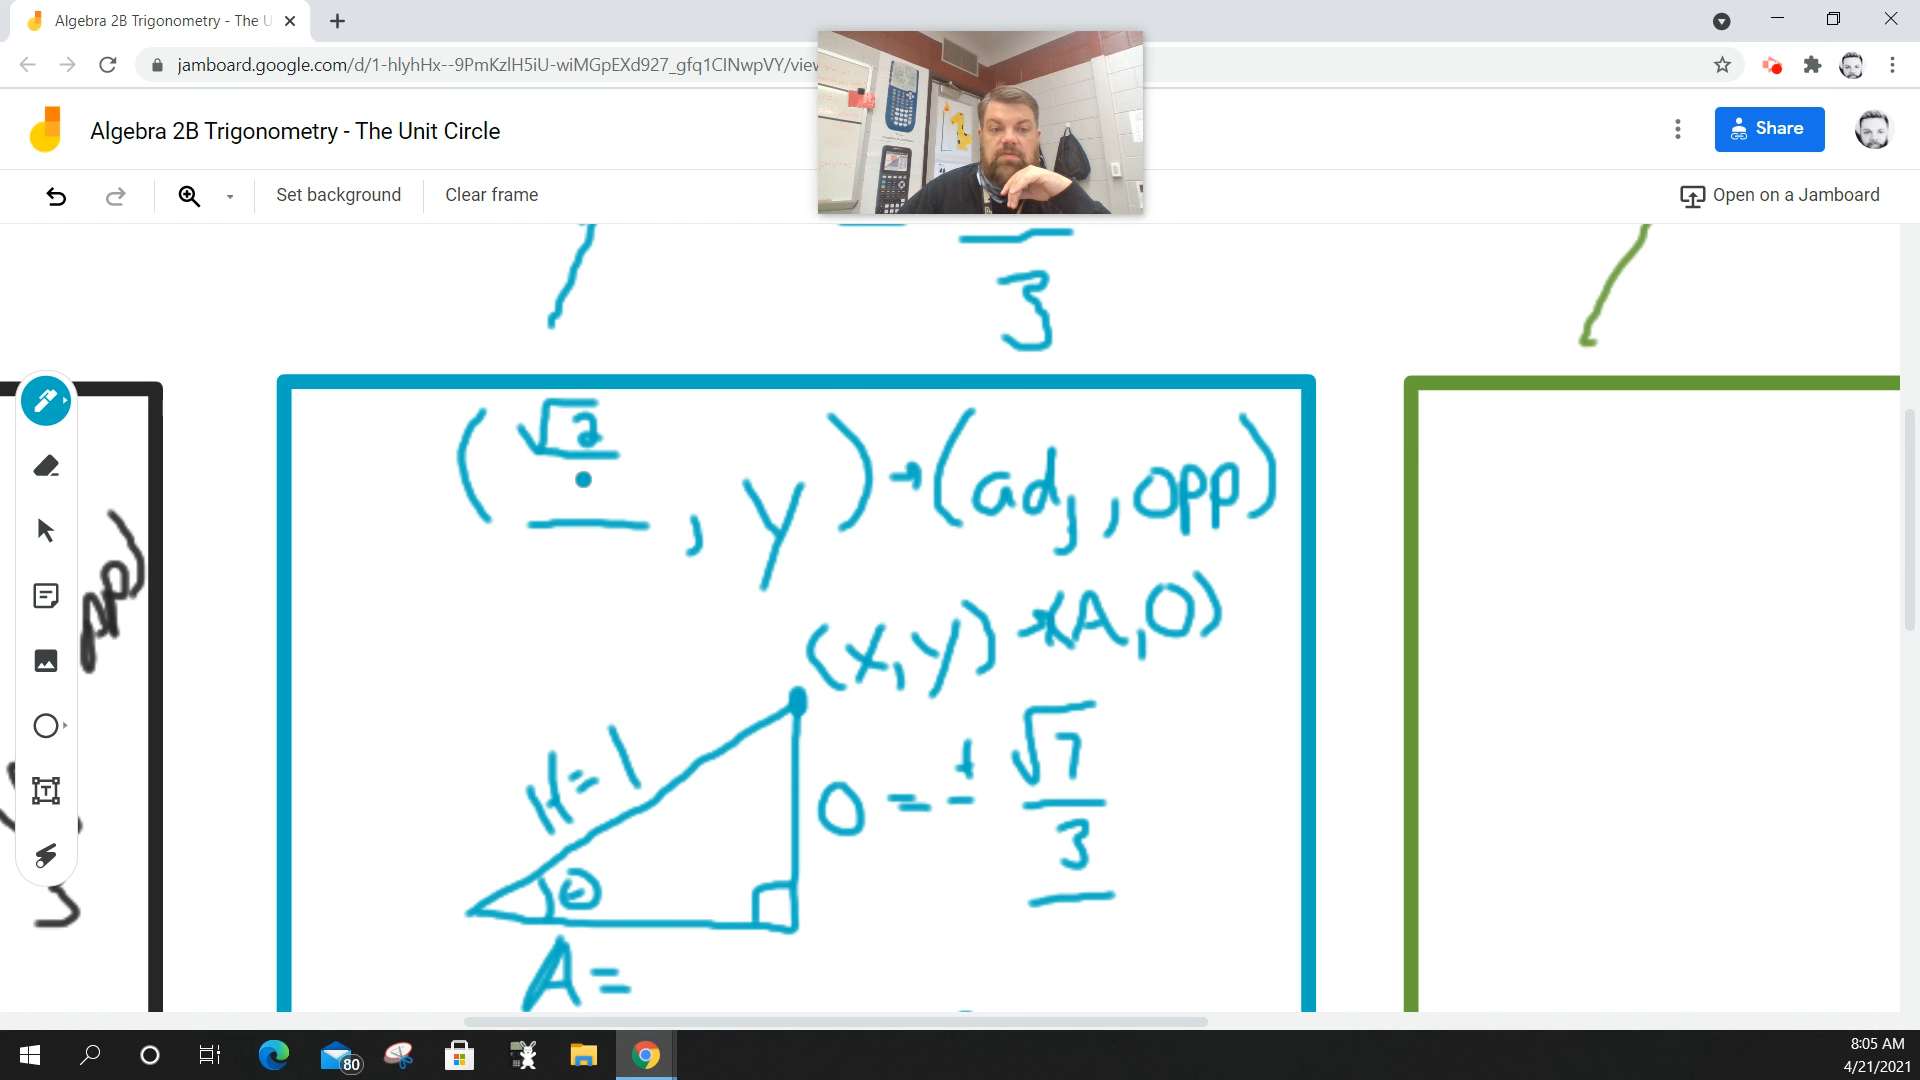 Algebra 2B Trigonometry - The U
jamboard.google.com/d/1-hlyhHx--9PmKzlH5iU-wiMGpEXd927_gfq1CINwpVY/view
Algebra 2B Trigonometry - The Unit Circle
Share
Set background
Clear frame
Open on a Jamboard
3
(√2 , y) → (adj, opp)
(x, y) → (A, O)
H = 1
O = ± √7/3
θ
A =
pp)
80
8:05 AM
4/21/2021